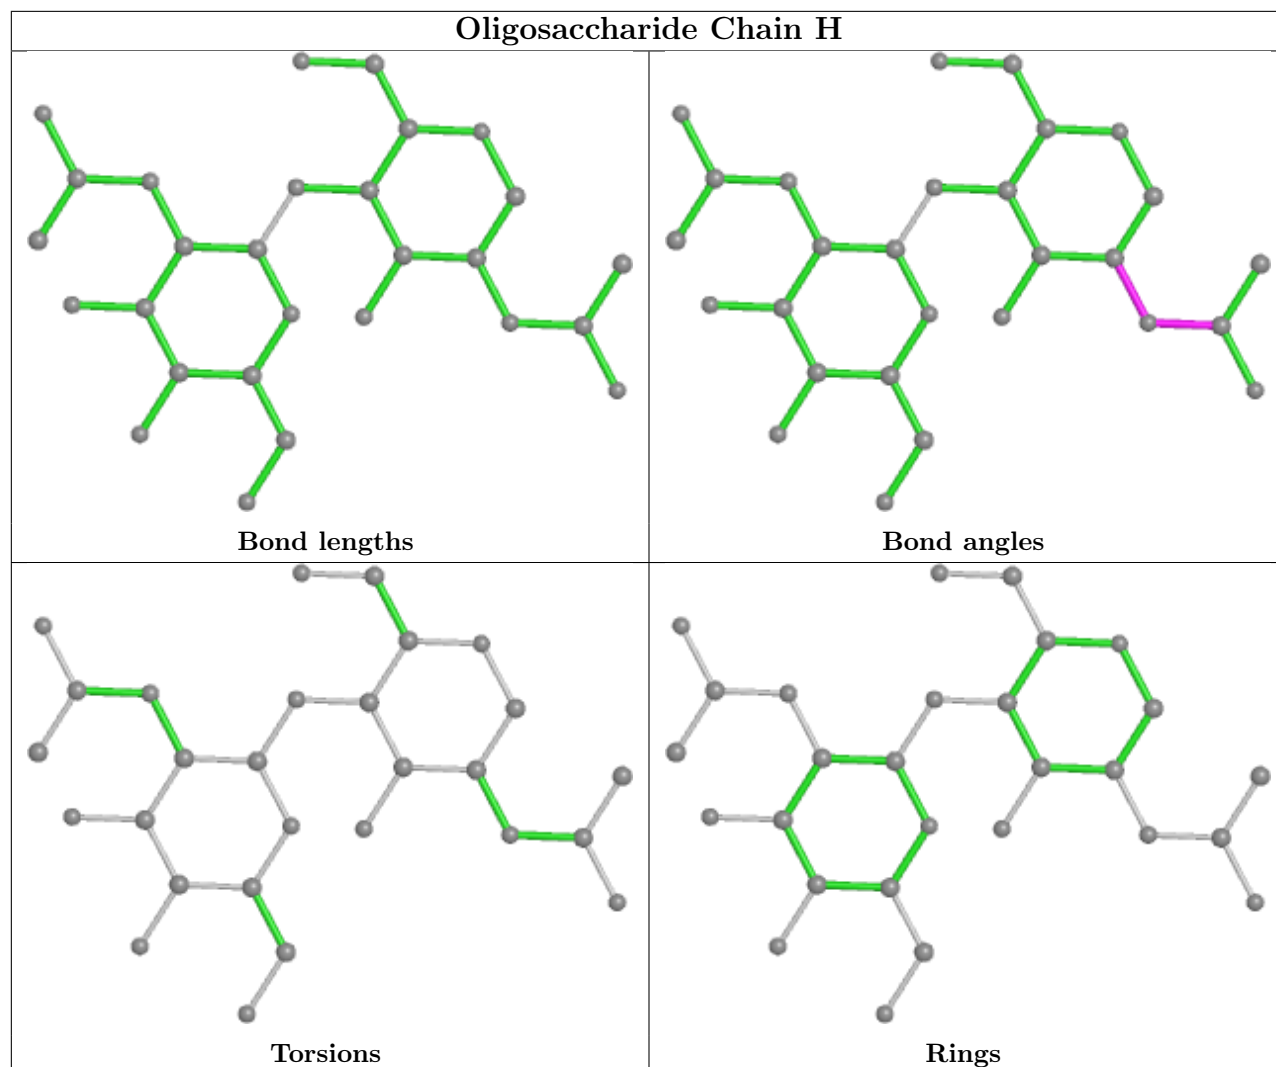 Oligosaccharide Chain H
Bond lengths
Bond angles
Torsions
Rings